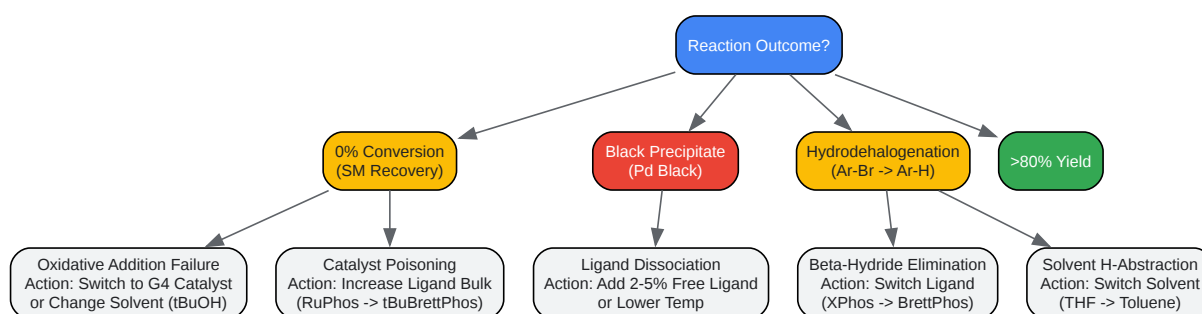 Reaction Outcome?
0% Conversion
(SM Recovery)
Black Precipitate
(Pd Black)
Hydrodehalogenation
(Ar-Br -> Ar-H)
>80% Yield
Oxidative Addition Failure
Action: Switch to G4 Catalyst
or Change Solvent (tBuOH)
Catalyst Poisoning
Action: Increase Ligand Bulk
(RuPhos -> tBuBrettPhos)
Ligand Dissociation
Action: Add 2-5% Free Ligand
or Lower Temp
Beta-Hydride Elimination
Action: Switch Ligand
(XPhos -> BrettPhos)
Solvent H-Abstraction
Action: Switch Solvent
(THF -> Toluene)